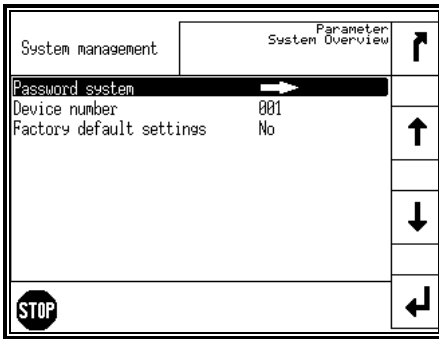 System management
Parameter
System Overview
Password system
Device number 001
Factory default settings No
STOP